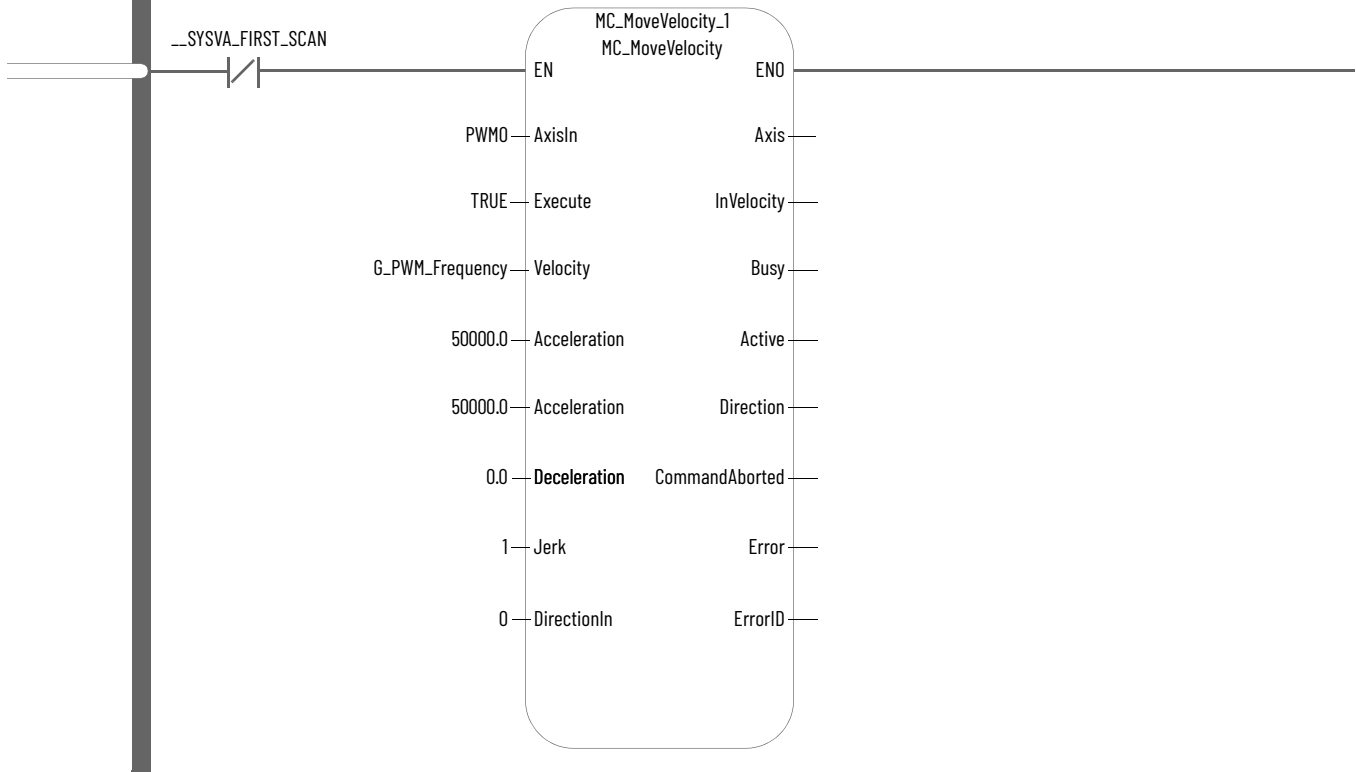 MC_MoveVelocity_1
__SYSVA_FIRST_SCAN
MC_MoveVelocity
EN ENO
PWM0 AxisIn Axis
TRUE Execute InVelocity
G_PWM_Frequency Velocity Busy
50000.0 Acceleration Active
50000.0 Acceleration Direction
0.0 Deceleration CommandAborted
1 Jerk Error
0 DirectionIn ErrorID